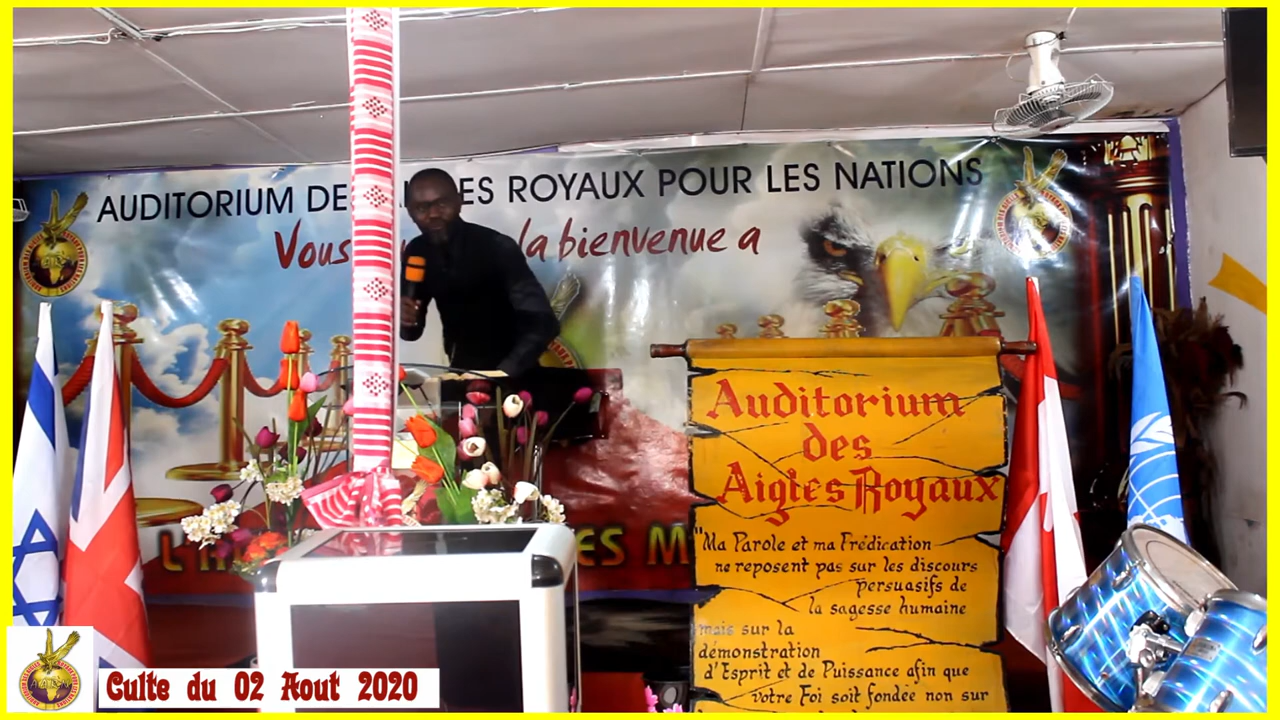 AUDITORIUM DE ES ROYAUX POUR LES NATIONS
Vous la bienvenue a
Auditorium
des
Aigles Royaux
"Ma Parole et ma Prédication
ne reposent pas sur les discours
persuasifs de
la sagesse humaine
mais sur la
démonstration
d'Esprit et de Puissance afin que
votre Foi soit fondée non sur
ES M
Culte du 02 Aout 2020